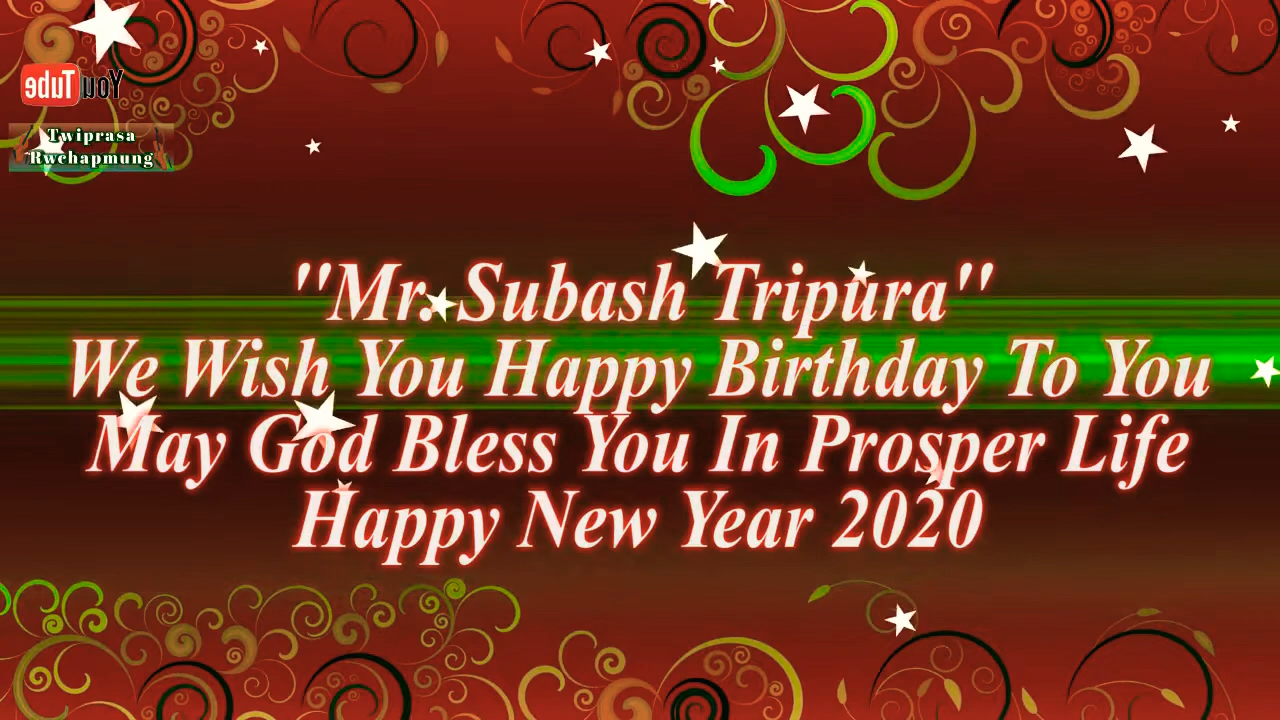 YouTube
Twiprasa
Rwchapmung
"Mr. Subash Tripura"
We Wish You Happy Birthday To You
May God Bless You In Prosper Life
Happy New Year 2020